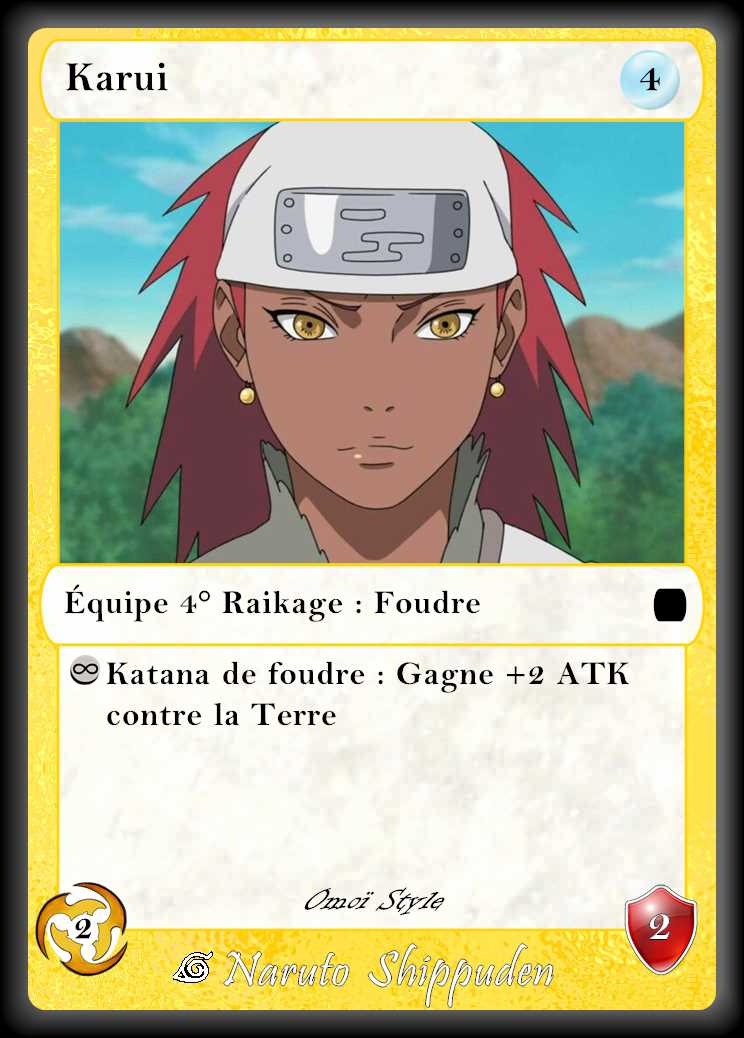 Karui
4
Équipe 4° Raikage : Foudre
Katana de foudre : Gagne +2 ATK
contre la Terre
Omoï Style
2
2
Naruto Shippuden